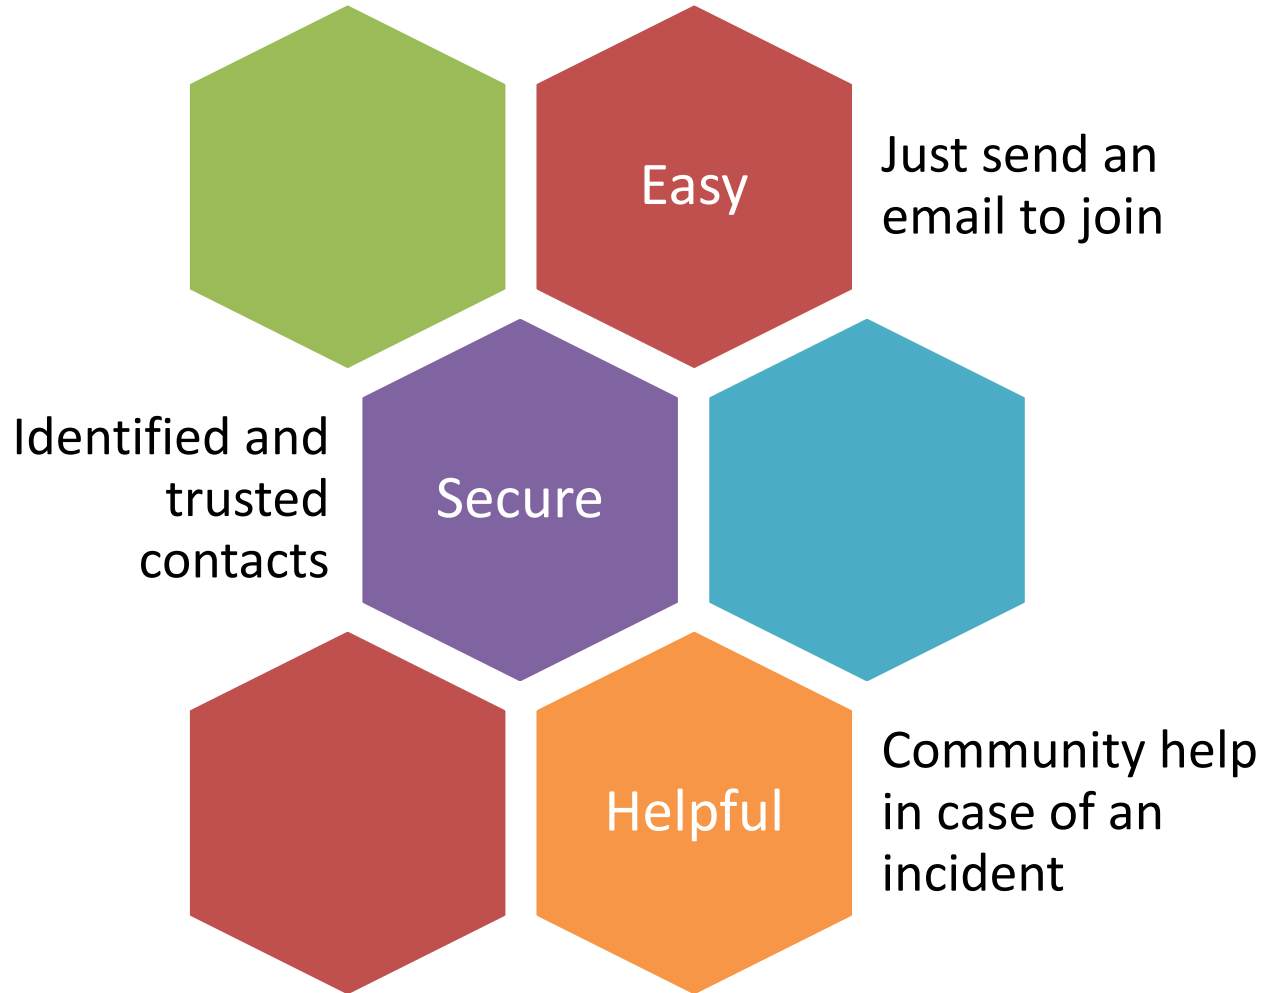 Easy
Just send an
email to join
Identified and
trusted
contacts
Secure
Helpful
Community help
in case of an
incident